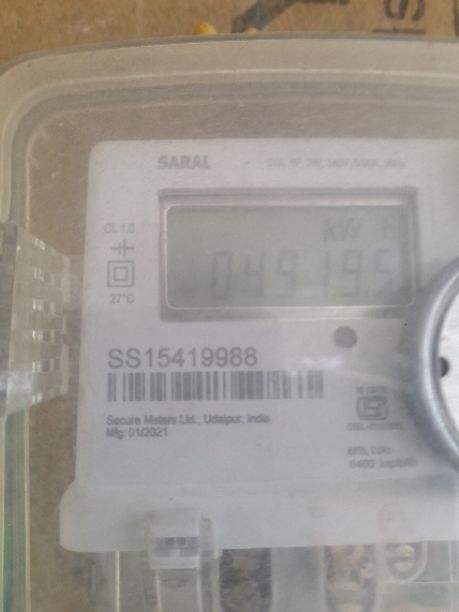 SARAL
CL 1.0
kW h
04919.5
27°C
SS15419988
Secure Meters Ltd., Udaipur, India
Mfg: 01/2021
6400 imp/kWh